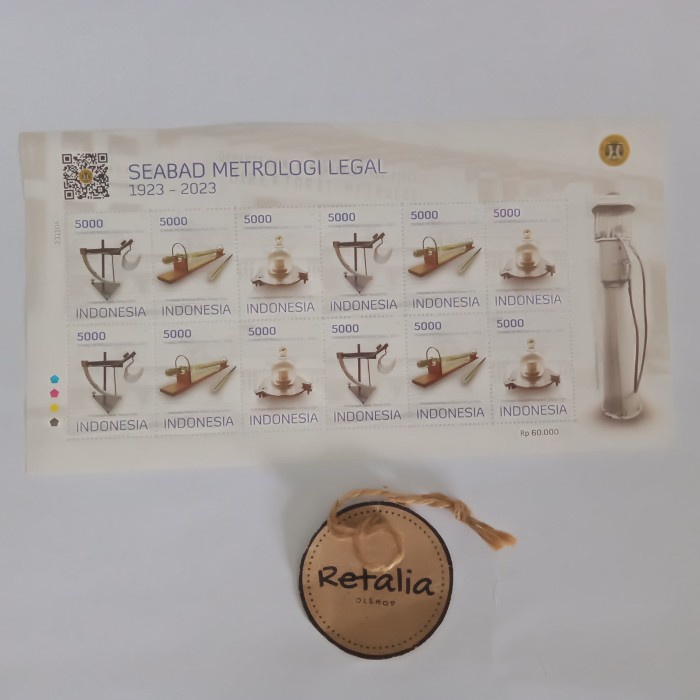 SEABAD METROLOGI LEGAL
1923 - 2023
5000 5000 5000 5000 5000 5000
INDONESIA INDONESIA INDONESIA INDONESIA INDONESIA INDONESIA
5000 5000 5000 5000 5000 5000
INDONESIA INDONESIA INDONESIA INDONESIA INDONESIA INDONESIA
Rp 60.000
Retalia
OLSHOP